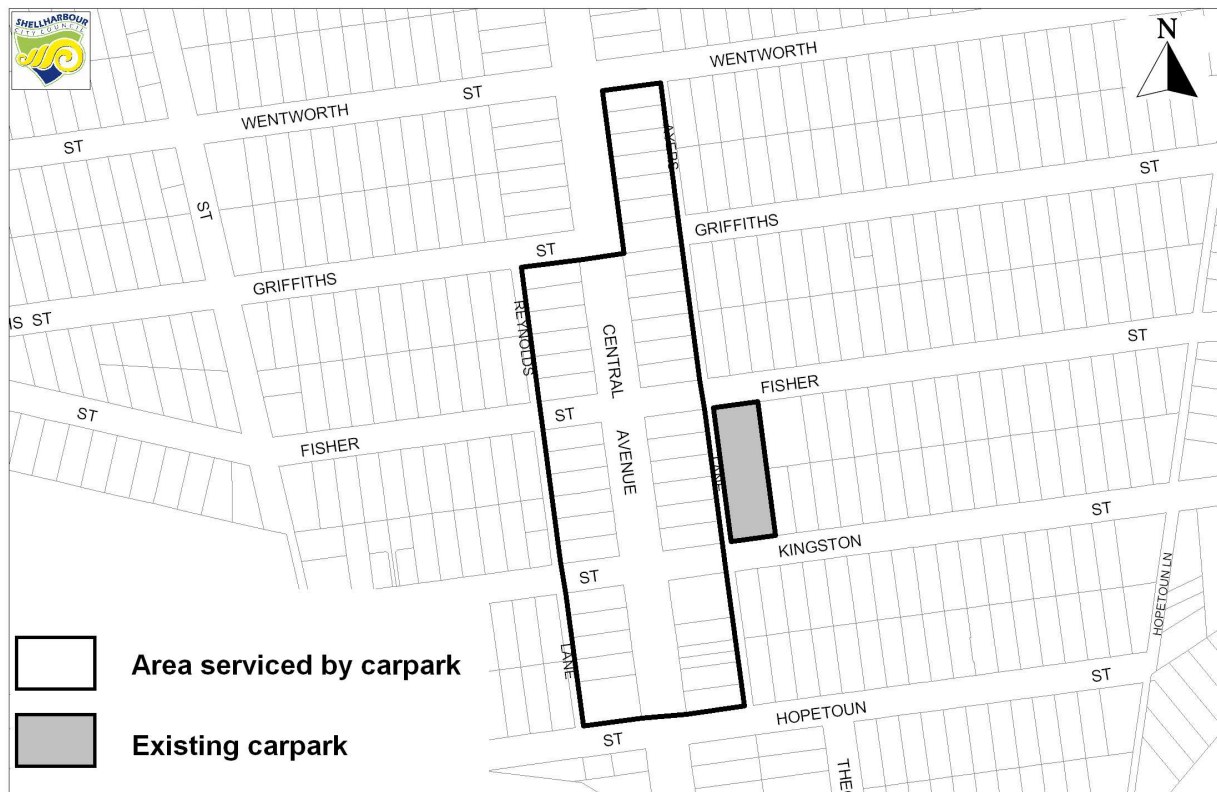 SHELLHARBOUR
CITY COUNCIL
N
WENTWORTH
ST
WENTWORTH
ST
AYERS
ST
ST
GRIFFITHS
ST
GRIFFITHS
REYNOLDS
ST
CENTRAL
ST
FISHER
ST
ST
FISHER
AVENUE
LANE
ST
KINGSTON
ST
HOPETOUN LN
LANE
ST
HOPETOUN
ST
Area serviced by carpark
Existing carpark